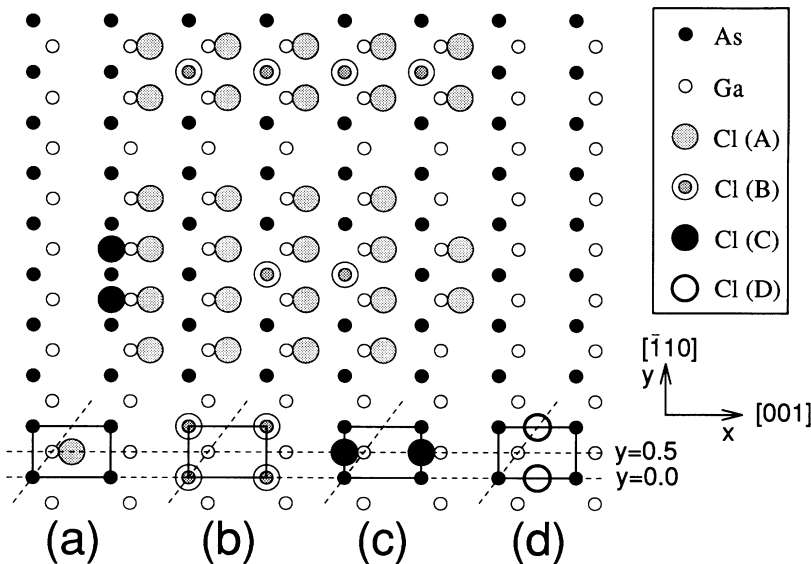 As
Ga
Cl (A)
Cl (B)
Cl (C)
Cl (D)
[1̄10]
y
[001]
x
y=0.5
y=0.0
(a) (b) (c) (d)